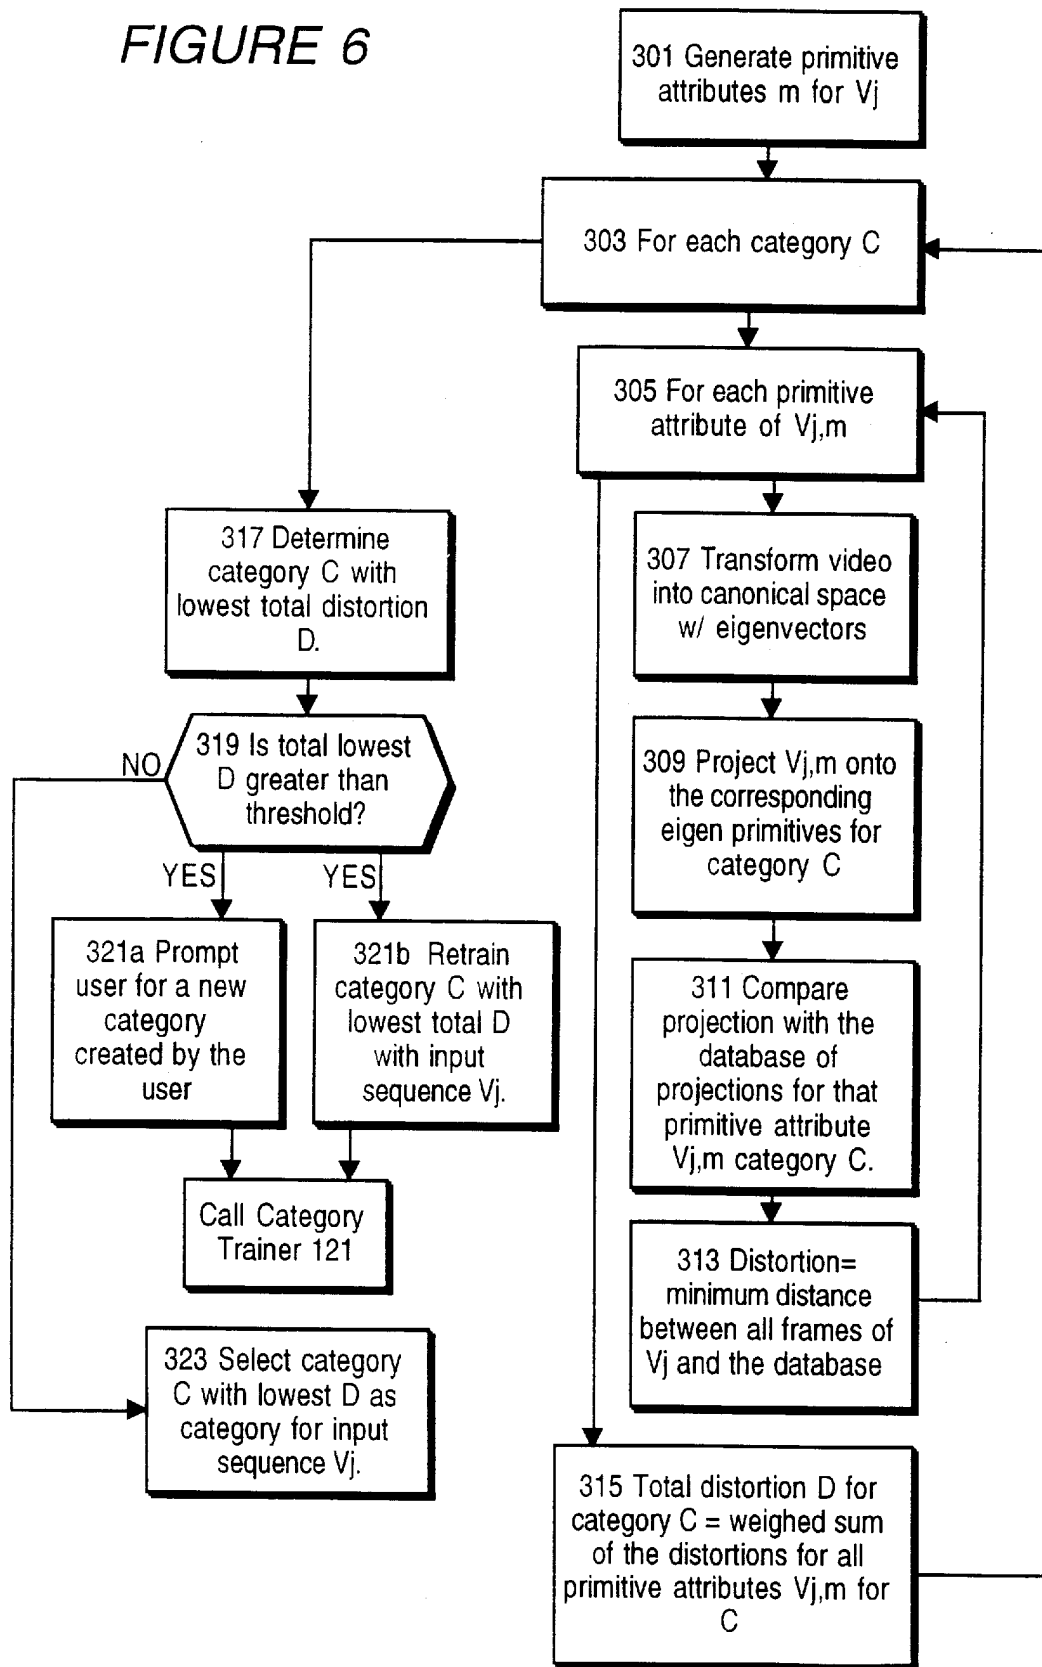 FIGURE 6
301 Generate primitive
attributes m for Vj
303 For each category C
305 For each primitive
attribute of Vj,m
317 Determine
category C with
lowest total distortion
D.
307 Transform video
into canonical space
w/ eigenvectors
319 Is total lowest
D greater than
threshold?
NO
YES
YES
309 Project Vj,m onto
the corresponding
eigen primitives for
category C
321a Prompt
user for a new
category
created by the
user
321b Retrain
category C with
lowest total D
with input
sequence Vj.
311 Compare
projection with the
database of
projections for that
primitive attribute
Vj,m category C.
Call Category
Trainer 121
313 Distortion=
minimum distance
between all frames of
Vj and the database
323 Select category
C with lowest D as
category for input
sequence Vj.
315 Total distortion D for
category C = weighed sum
of the distortions for all
primitive attributes Vj,m for
C